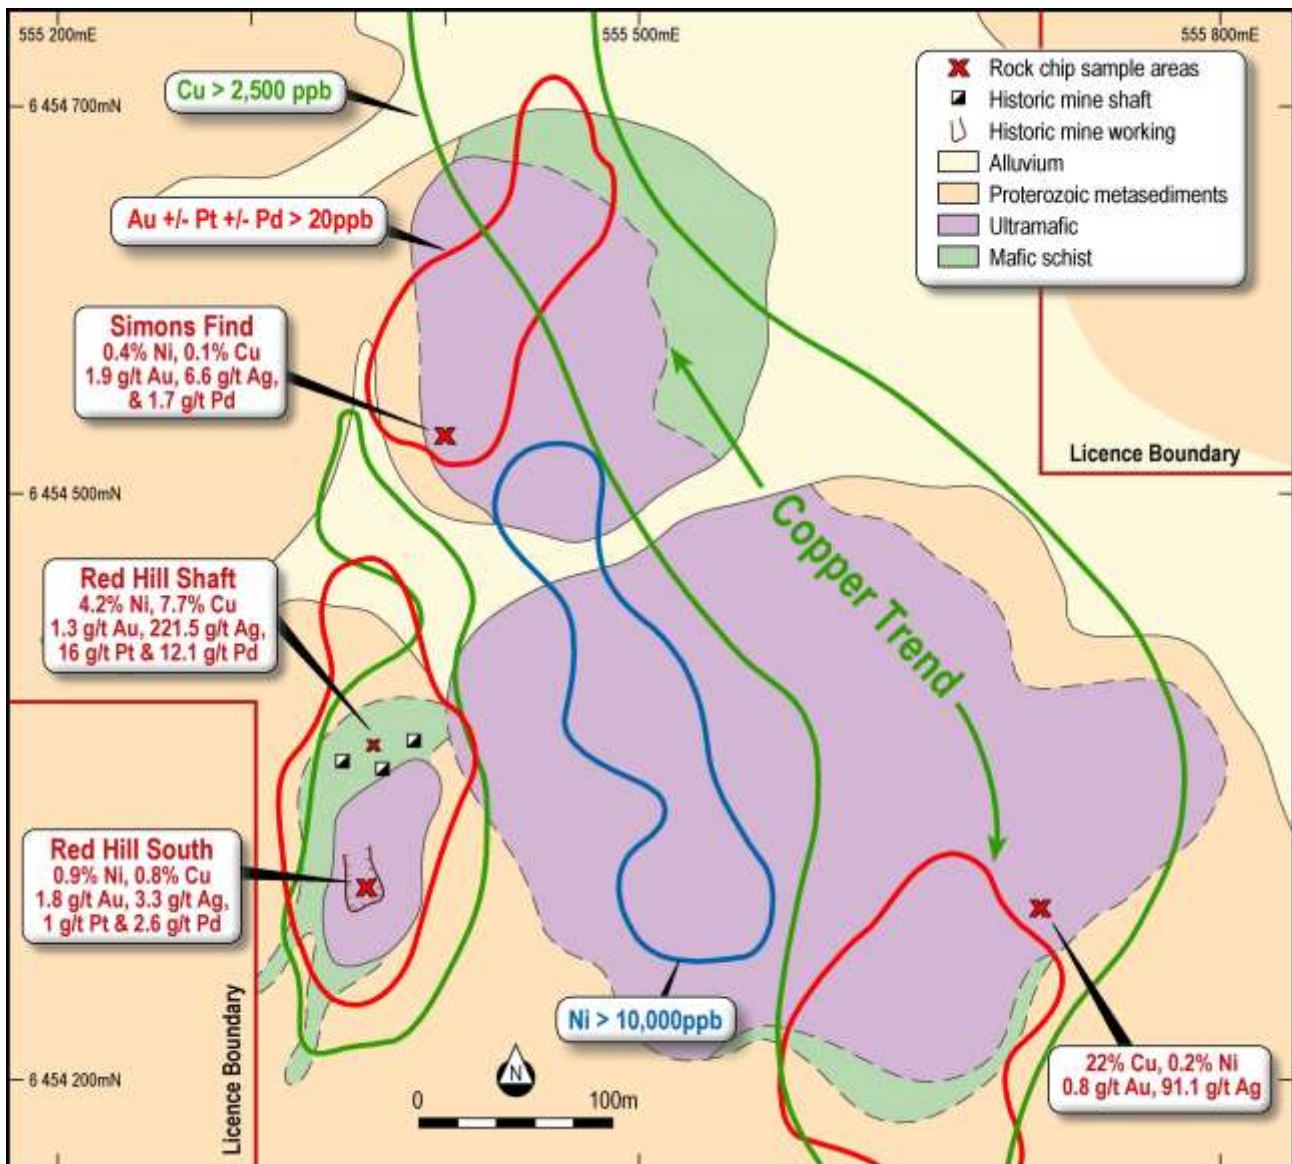 555 200mE
555 500mE
555 800mE
6 454 700mN
6 454 500mN
6 454 200mN
Cu > 2,500 ppb
Au +/- Pt +/- Pd > 20ppb
Rock chip sample areas
Historic mine shaft
Historic mine working
Alluvium
Proterozoic metasediments
Ultramafic
Mafic schist
Simons Find
0.4% Ni, 0.1% Cu
1.9 g/t Au, 6.6 g/t Ag,
& 1.7 g/t Pd
Licence Boundary
Copper Trend
Red Hill Shaft
4.2% Ni, 7.7% Cu
1.3 g/t Au, 221.5 g/t Ag,
16 g/t Pt & 12.1 g/t Pd
Red Hill South
0.9% Ni, 0.8% Cu
1.8 g/t Au, 3.3 g/t Ag,
1 g/t Pt & 2.6 g/t Pd
Licence Boundary
Ni > 10,000ppb
N
0 100m
22% Cu, 0.2% Ni
0.8 g/t Au, 91.1 g/t Ag